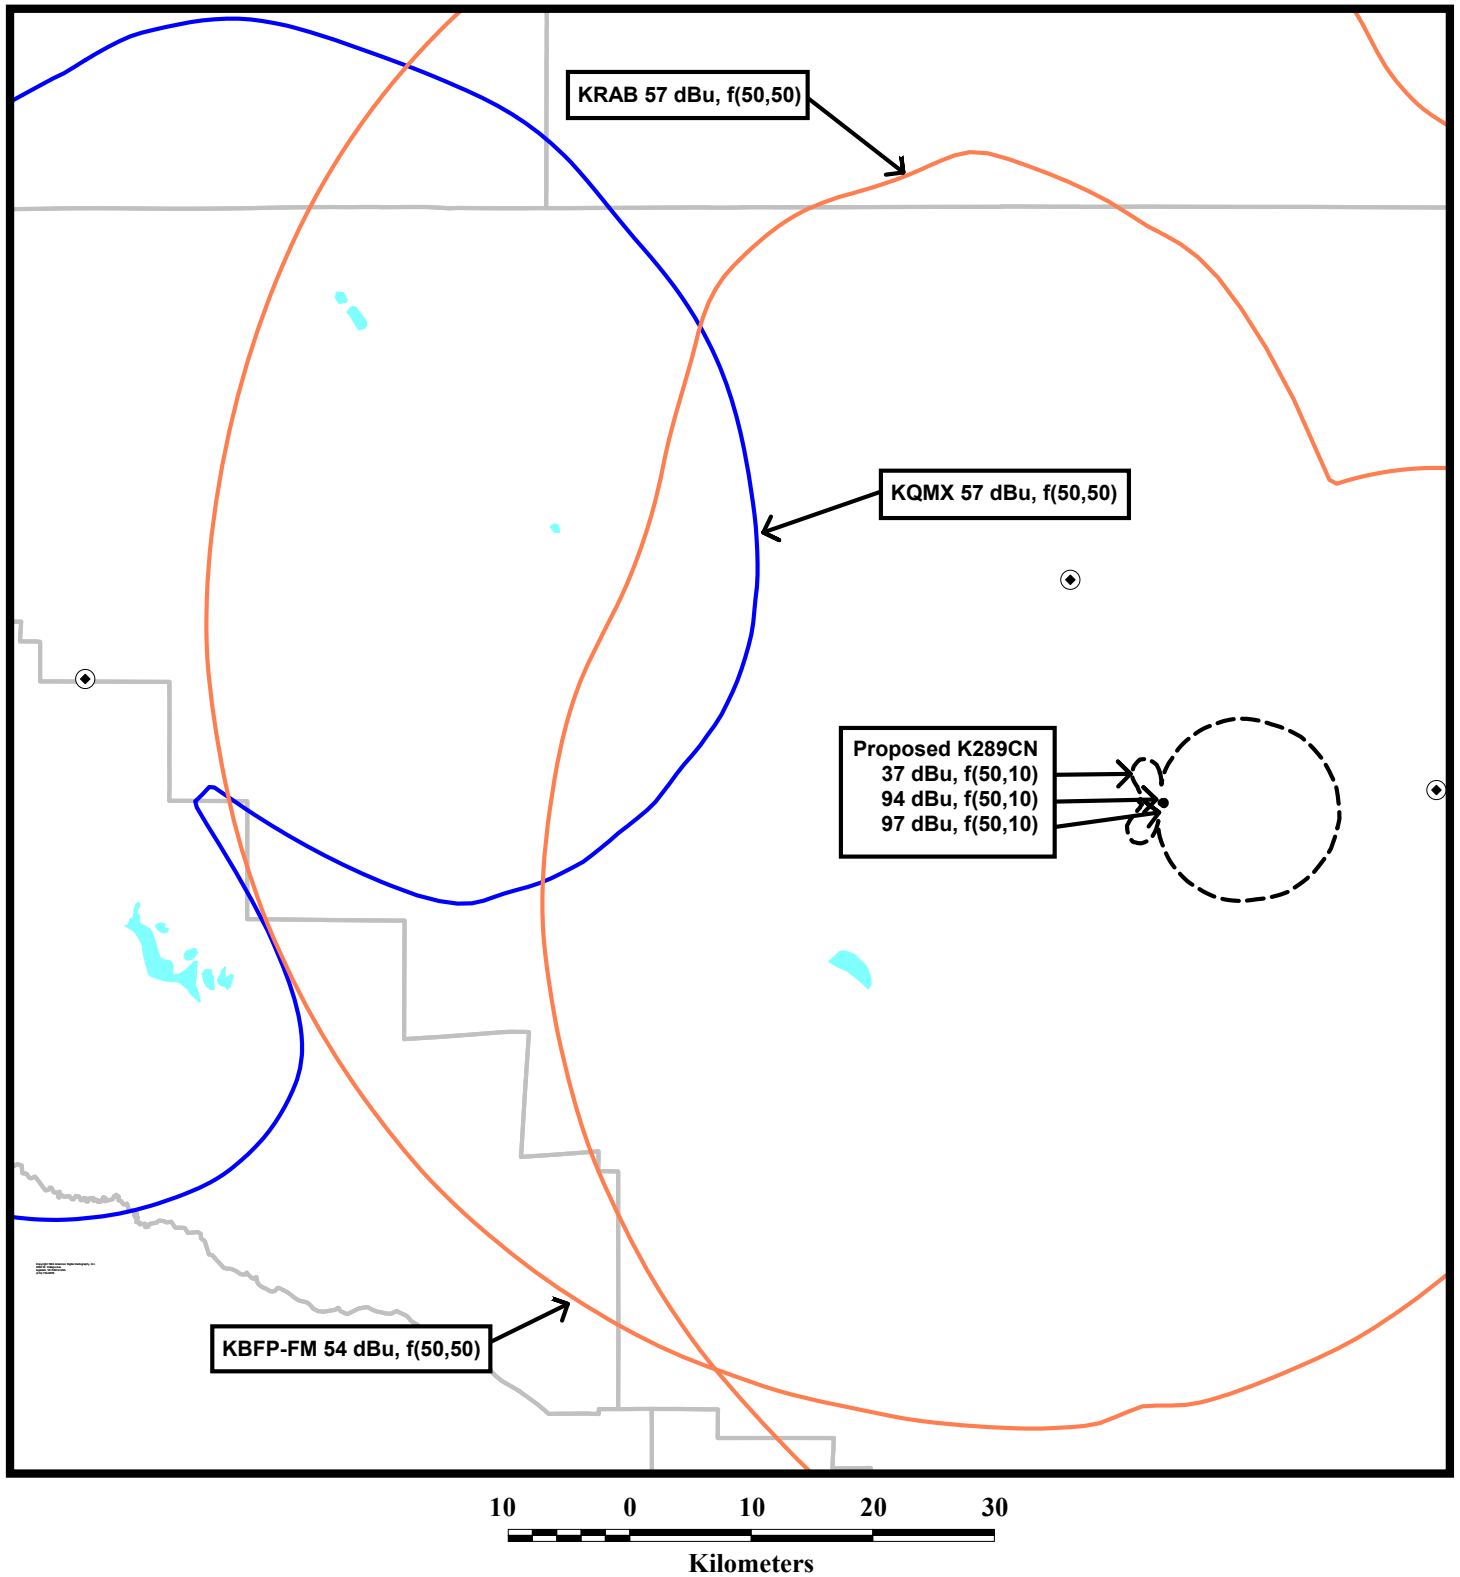 KRAB 57 dBu, f(50,50)
KQMX 57 dBu, f(50,50)
Proposed K289CN
37 dBu, f(50,10)
94 dBu, f(50,10)
97 dBu, f(50,10)
KBFP-FM 54 dBu, f(50,50)
10 0 10 20 30
Kilometers